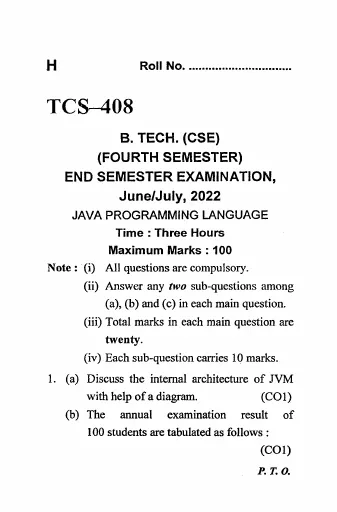 H Roll No. ...............................
TCS–408
B. TECH. (CSE)
(FOURTH SEMESTER)
END SEMESTER EXAMINATION,
June/July, 2022
JAVA PROGRAMMING LANGUAGE
Time : Three Hours
Maximum Marks : 100
Note : (i) All questions are compulsory.
(ii) Answer any two sub-questions among
(a), (b) and (c) in each main question.
(iii) Total marks in each main question are
twenty.
(iv) Each sub-question carries 10 marks.
1. (a) Discuss the internal architecture of JVM
with help of a diagram. (CO1)
(b) The annual examination result of
100 students are tabulated as follows :
(CO1)
P. T. O.